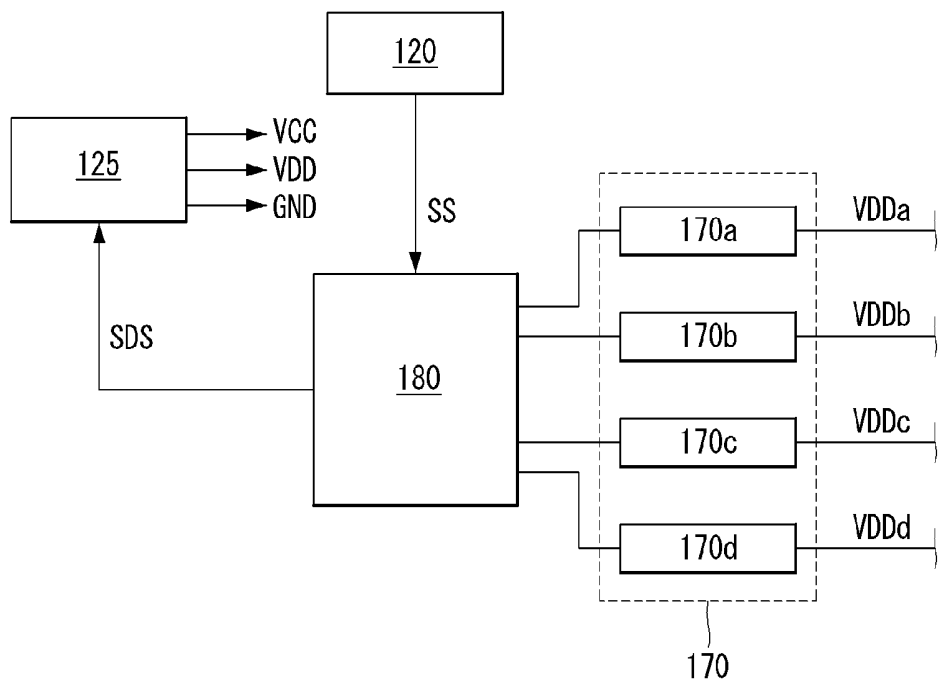 120
125
VCC
VDD
GND
SS
SDS
180
170a
VDDa
170b
VDDb
170c
VDDc
170d
VDDd
170